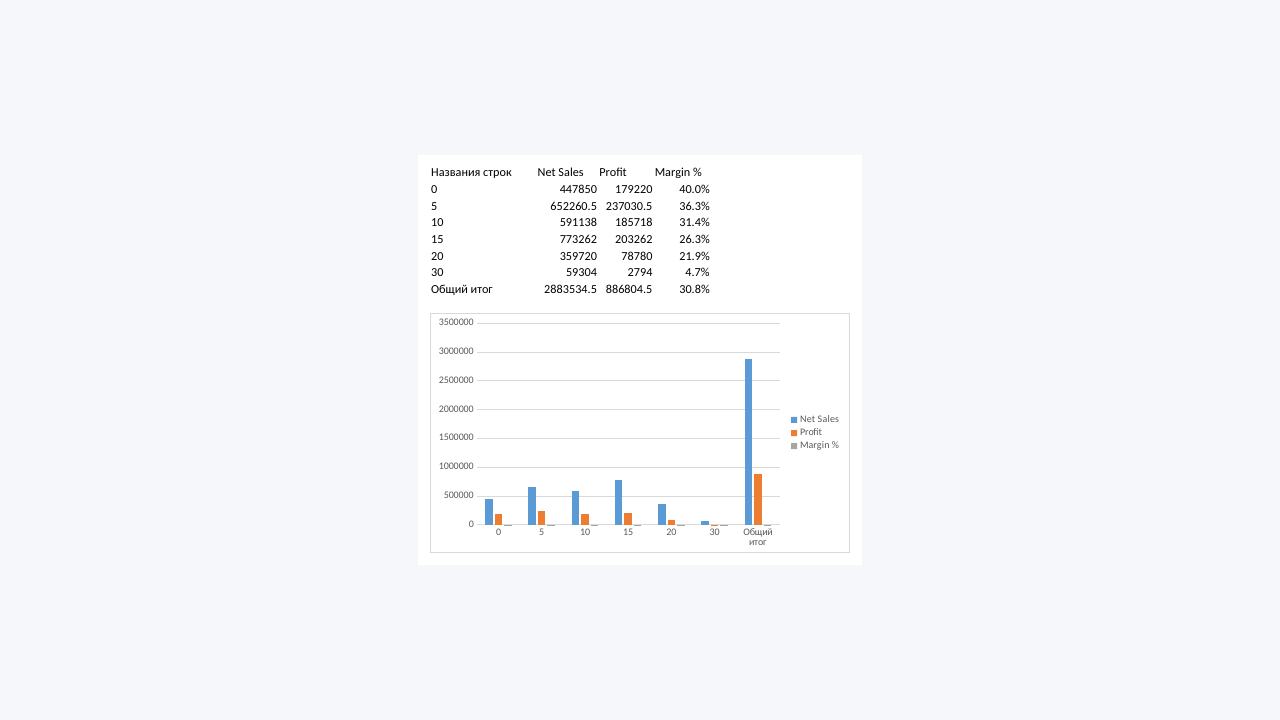 Названия строк Net Sales Profit Margin %
0 447850 179220 40.0%
5 652260.5 237030.5 36.3%
10 591138 185718 31.4%
15 773262 203262 26.3%
20 359720 78780 21.9%
30 59304 2794 4.7%
Общий итог 2883534.5 886804.5 30.8%
3500000
3000000
2500000
2000000
1500000
1000000
500000
0
0 5 10 15 20 30 Общий
итог
Net Sales
Profit
Margin %